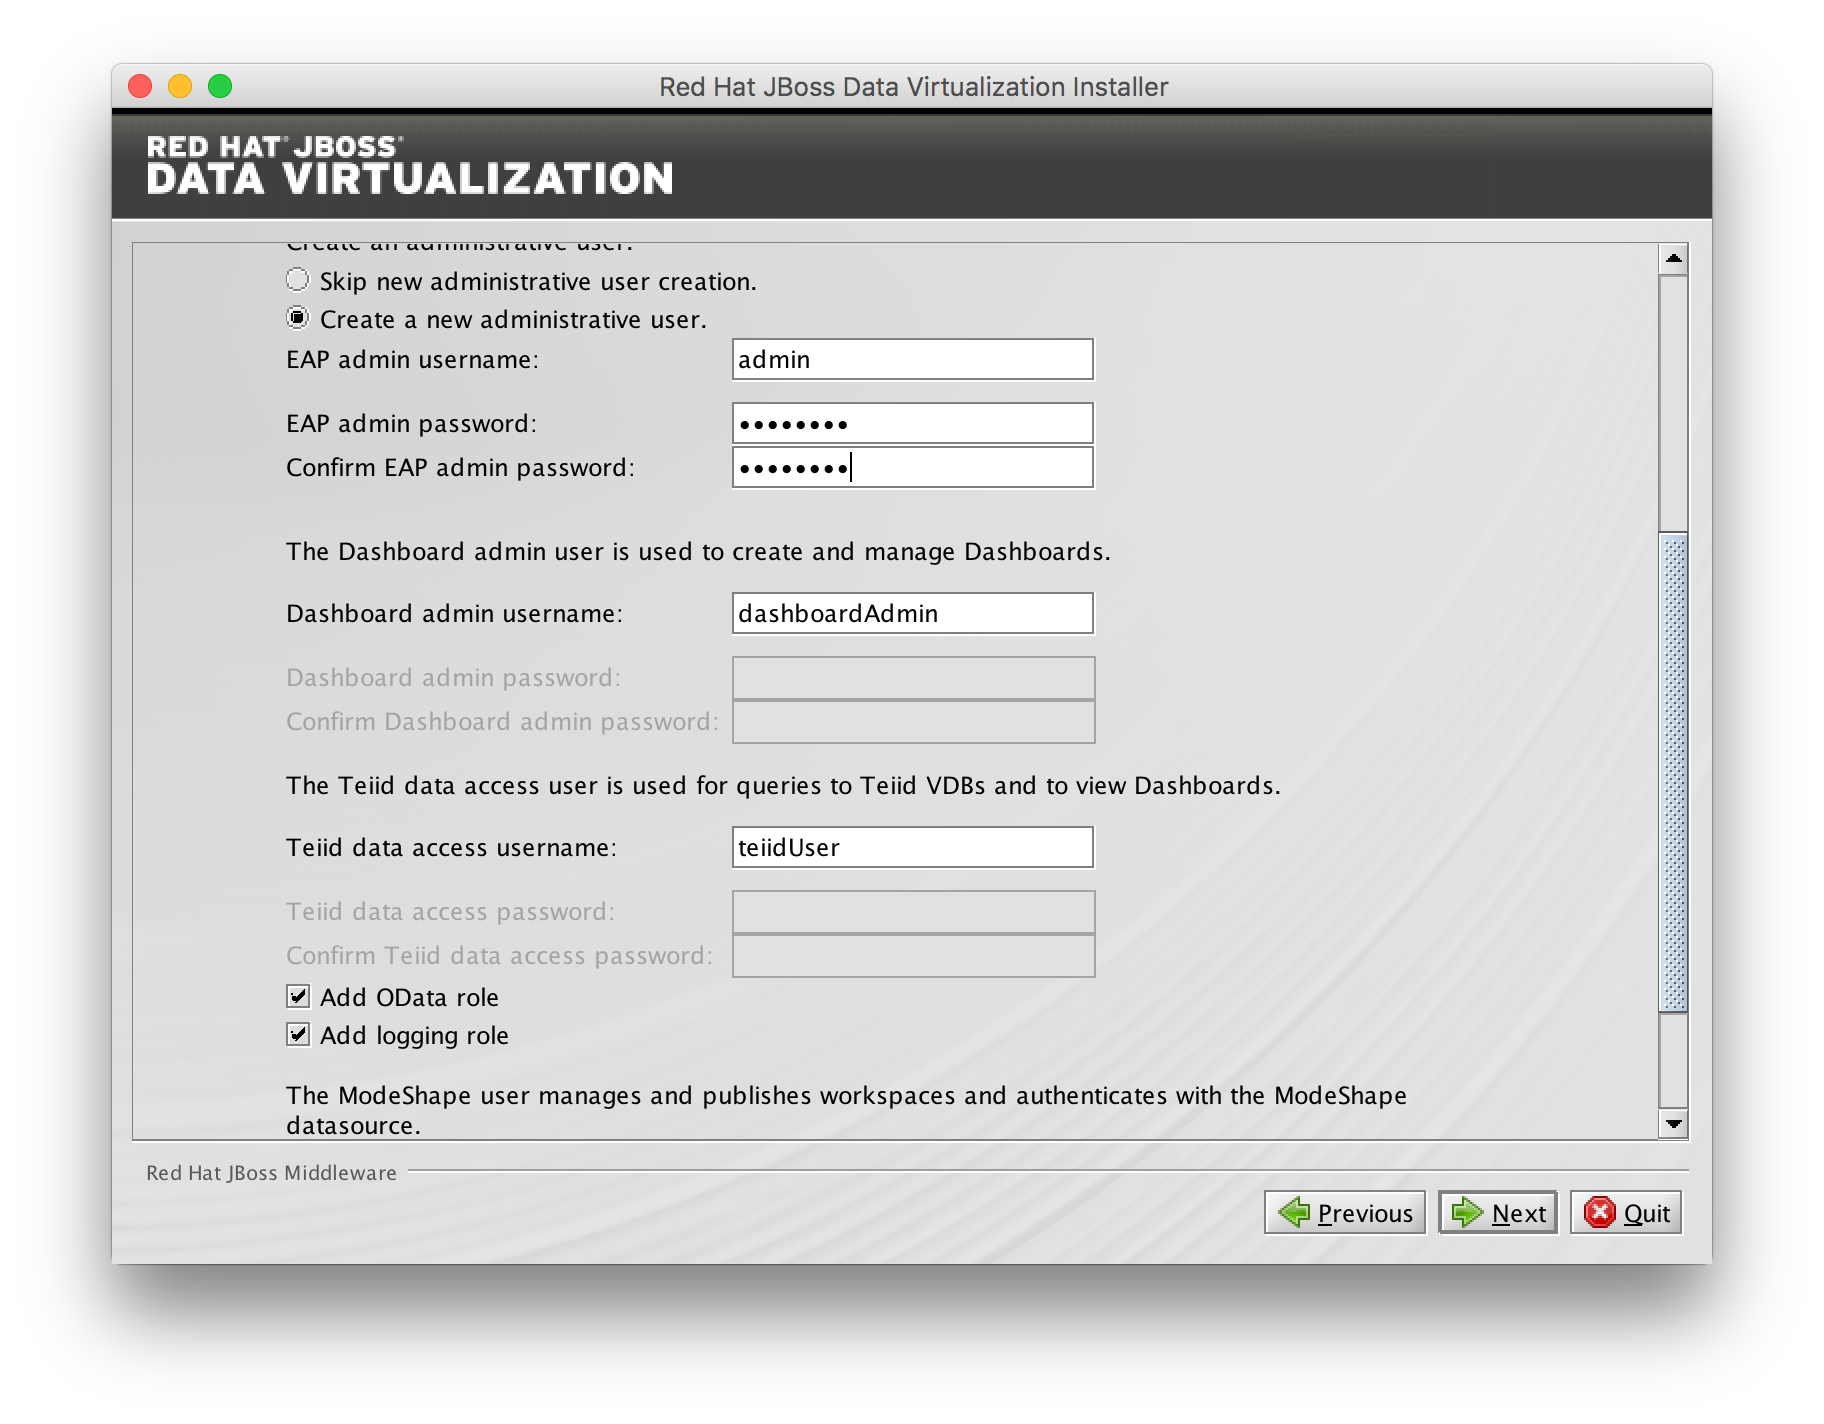 Red Hat JBoss Data Virtualization Installer
RED HAT® JBOSS®
DATA VIRTUALIZATION
Create an administrative user.
Skip new administrative user creation.
Create a new administrative user.
EAP admin username: admin
EAP admin password: ••••••••
Confirm EAP admin password: ••••••••
The Dashboard admin user is used to create and manage Dashboards.
Dashboard admin username: dashboardAdmin
Dashboard admin password:
Confirm Dashboard admin password:
The Teiid data access user is used for queries to Teiid VDBs and to view Dashboards.
Teiid data access username: teiidUser
Teiid data access password:
Confirm Teiid data access password:
Add OData role
Add logging role
The ModeShape user manages and publishes workspaces and authenticates with the ModeShape
datasource.
Red Hat JBoss Middleware
Previous Next Quit